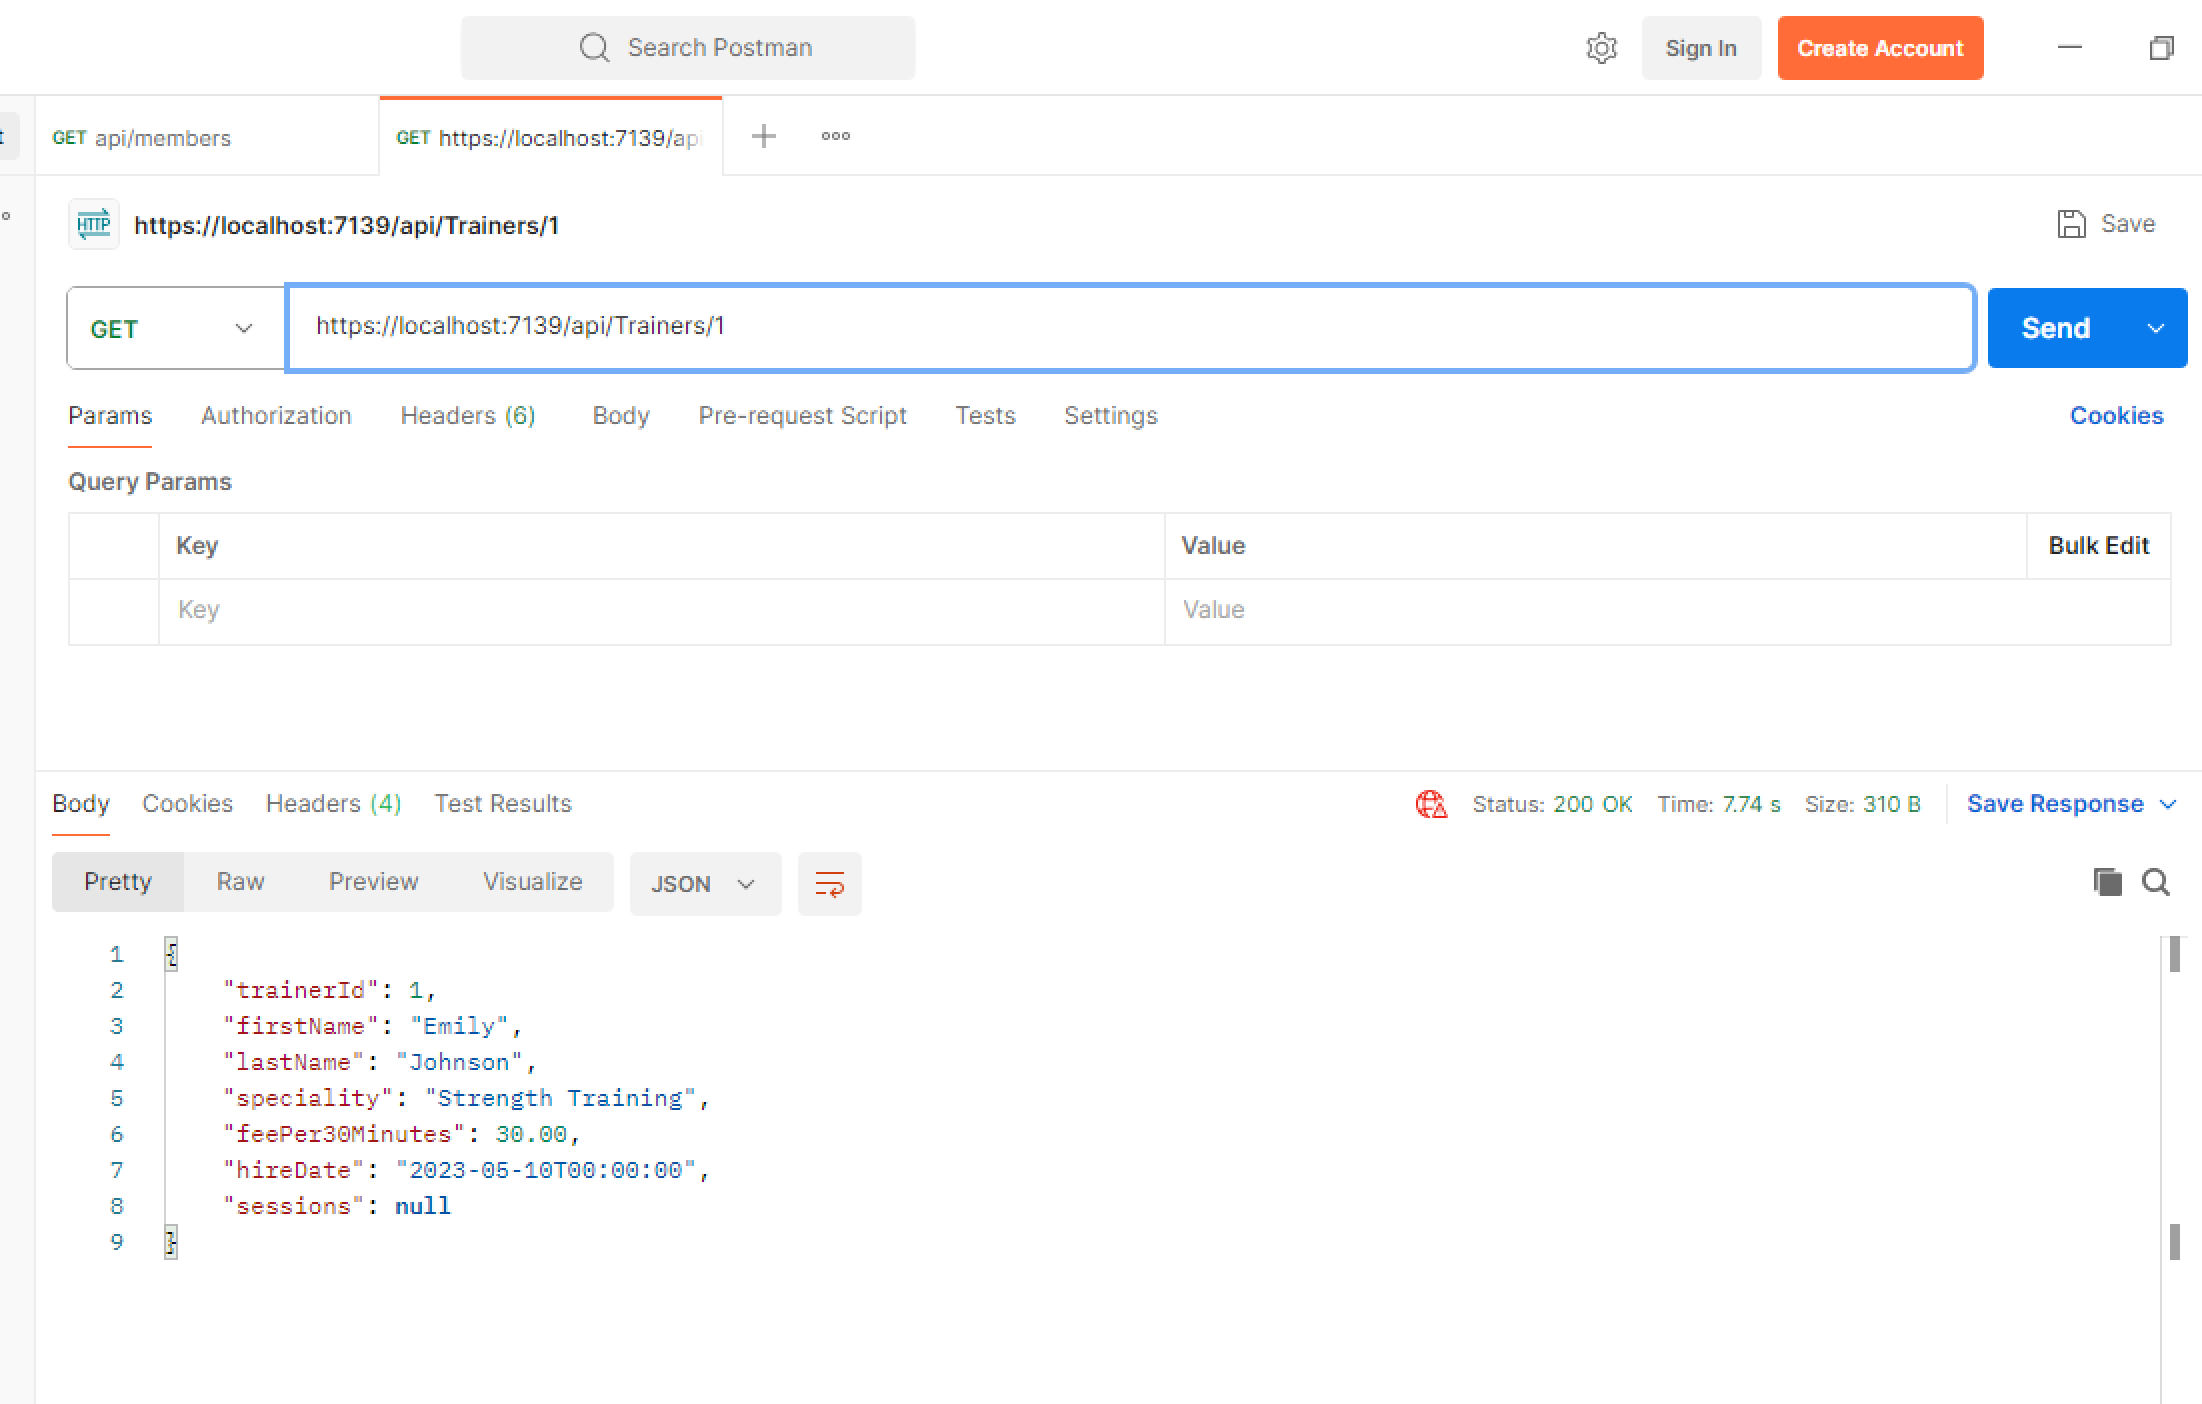 Search Postman
Sign In
Create Account
t
GET api/members
GET https://localhost:7139/api
HTTP
https://localhost:7139/api/Trainers/1
Save
GET
https://localhost:7139/api/Trainers/1
Send
Params Authorization Headers (6) Body Pre-request Script Tests Settings Cookies
Query Params
Key Value Bulk Edit
Key Value
Body Cookies Headers (4) Test Results Status: 200 OK Time: 7.74 s Size: 310 B Save Response
Pretty Raw Preview Visualize JSON
1 {
2 "trainerId": 1,
3 "firstName": "Emily",
4 "lastName": "Johnson",
5 "speciality": "Strength Training",
6 "feePer30Minutes": 30.00,
7 "hireDate": "2023-05-10T00:00:00",
8 "sessions": null
9 }